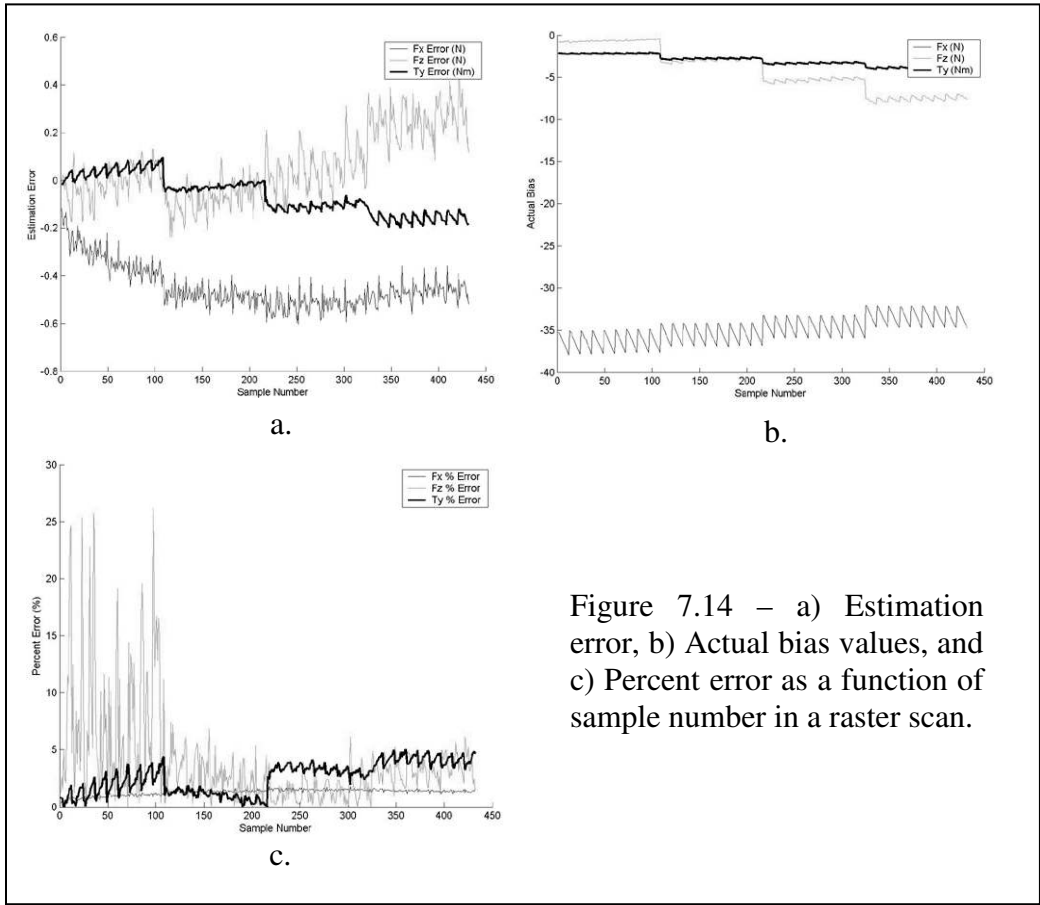 0.6
0.4
0.2
0
-0.2
-0.4
-0.6
-0.8
Estimation Error
Fx Error (N)
Fz Error (N)
Ty Error (Nm)
0 50 100 150 200 250 300 350 400 450
Sample Number
a.
0
-5
-10
-15
-20
-25
-30
-35
-40
Actual Bias
Fx (N)
Fz (N)
Ty (Nm)
0 50 100 150 200 250 300 350 400 450
Sample Number
b.
30
25
20
15
10
5
0
Percent Error (%)
Fx % Error
Fz % Error
Ty % Error
0 50 100 150 200 250 300 350 400 450
Sample Number
c.
Figure 7.14 – a) Estimation
error, b) Actual bias values, and
c) Percent error as a function of
sample number in a raster scan.